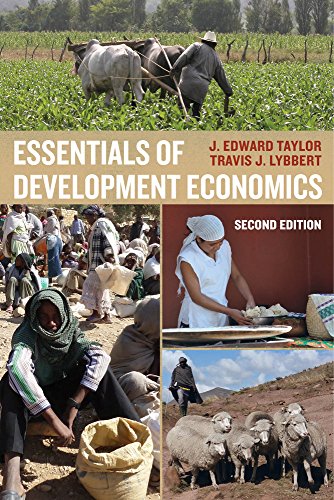 ESSENTIALS OF
DEVELOPMENT ECONOMICS
J. EDWARD TAYLOR
TRAVIS J. LYBBERT
SECOND EDITION